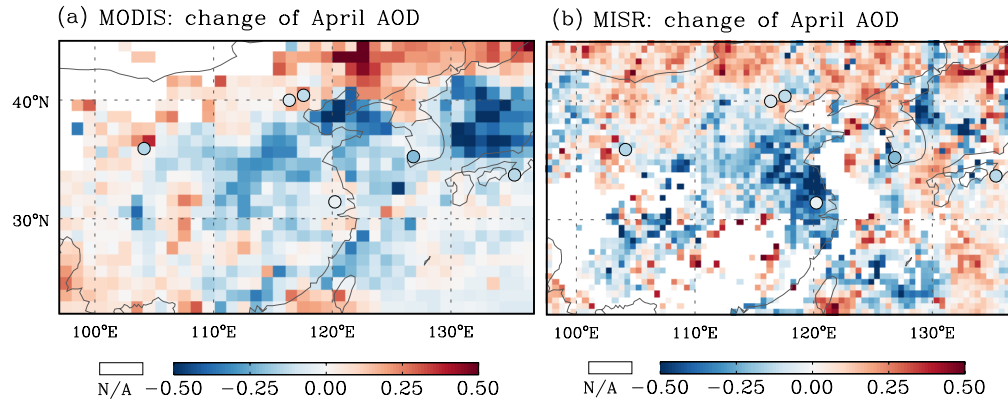 (a) MODIS: change of April AOD
(b) MISR: change of April AOD
40°N
30°N
100°E 110°E 120°E 130°E
40°N
30°N
100°E 110°E 120°E 130°E
N/A −0.50 −0.25 0.00 0.25 0.50
N/A −0.50 −0.25 0.00 0.25 0.50